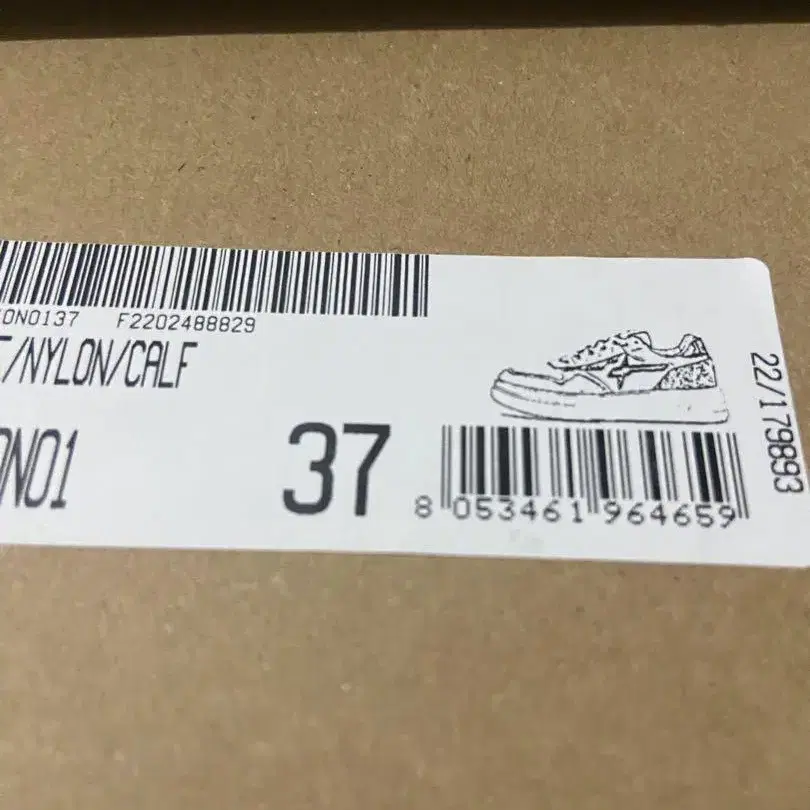 0N0137 F2202488829
/NYLON/CALF
0N01
37
8 053461 964659
22/179893